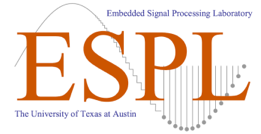 Embedded Signal Processing Laboratory
ESPL
The University of Texas at Austin